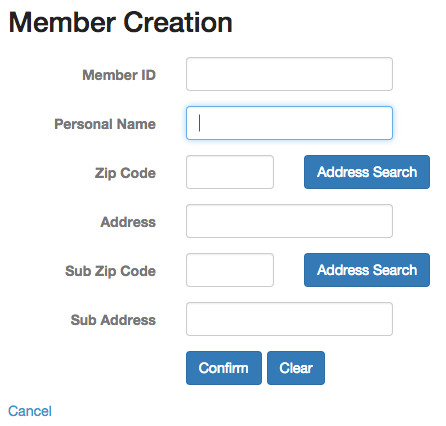 Member Creation
Member ID
Personal Name
Zip Code Address Search
Address
Sub Zip Code Address Search
Sub Address
Confirm Clear
Cancel